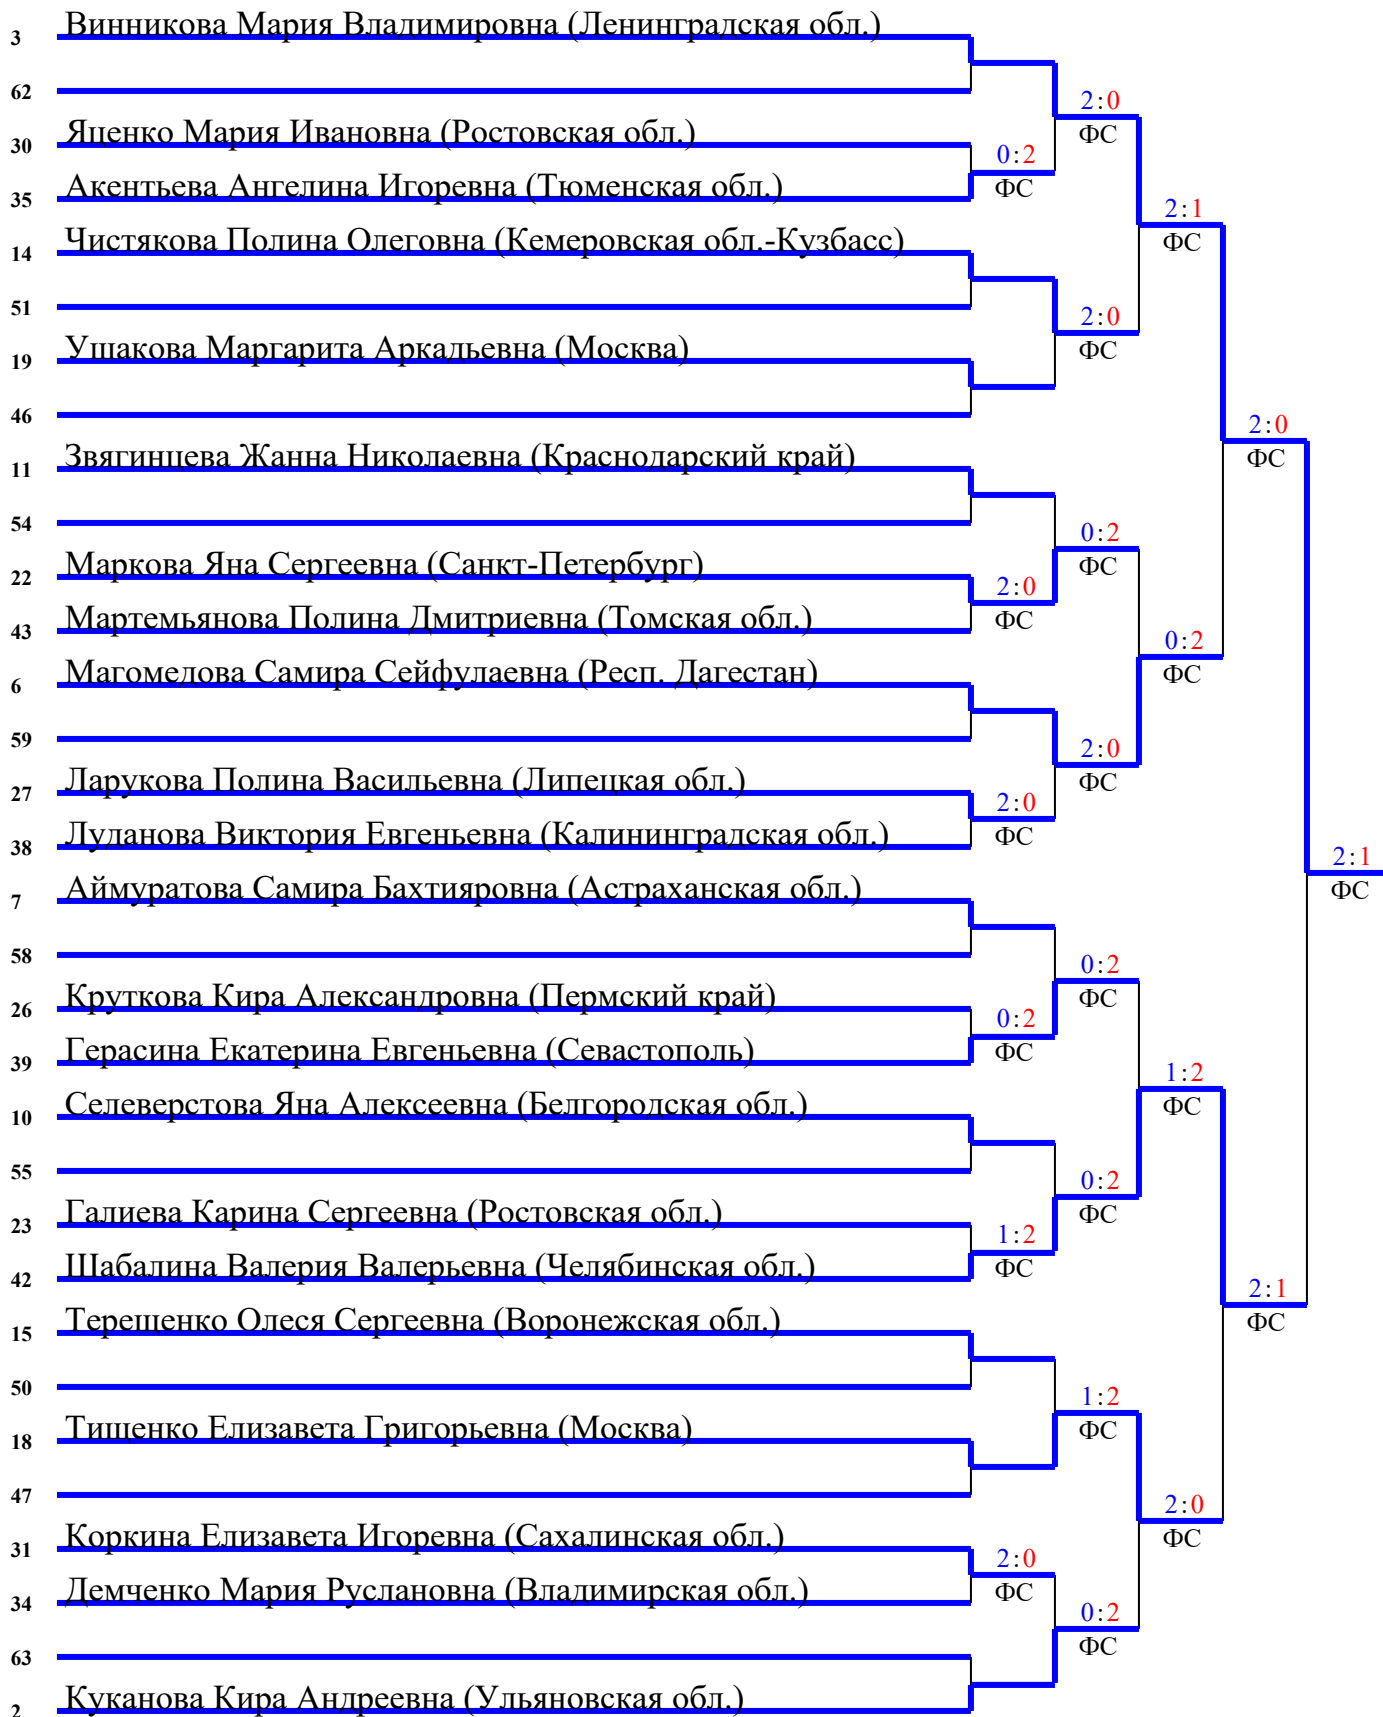 3 Винникова Мария Владимировна (Ленинградская обл.)
62
2:0
ФС
30 Яценко Мария Ивановна (Ростовская обл.)
0:2
ФС
35 Акентьева Ангелина Игоревна (Тюменская обл.)
2:1
ФС
14 Чистякова Полина Олеговна (Кемеровская обл.-Кузбасс)
51
2:0
ФС
19 Ушакова Маргарита Аркадьевна (Москва)
46
2:0
ФС
11 Звягинцева Жанна Николаевна (Краснодарский край)
54
0:2
ФС
22 Маркова Яна Сергеевна (Санкт-Петербург)
2:0
ФС
43 Мартемьянова Полина Дмитриевна (Томская обл.)
0:2
ФС
6 Магомедова Самира Сейфулаевна (Респ. Дагестан)
59
2:0
ФС
27 Ларукова Полина Васильевна (Липецкая обл.)
2:0
ФС
38 Луданова Виктория Евгеньевна (Калининградская обл.)
2:1
ФС
7 Аймуратова Самира Бахтияровна (Астраханская обл.)
58
0:2
ФС
26 Круткова Кира Александровна (Пермский край)
0:2
ФС
39 Герасина Екатерина Евгеньевна (Севастополь)
1:2
ФС
10 Селеверстова Яна Алексеевна (Белгородская обл.)
55
0:2
ФС
23 Галиева Карина Сергеевна (Ростовская обл.)
1:2
ФС
42 Шабалина Валерия Валерьевна (Челябинская обл.)
2:1
ФС
15 Терещенко Олеся Сергеевна (Воронежская обл.)
50
1:2
ФС
18 Тищенко Елизавета Григорьевна (Москва)
47
2:0
ФС
31 Коркина Елизавета Игоревна (Сахалинская обл.)
2:0
ФС
34 Демченко Мария Руслановна (Владимирская обл.)
0:2
ФС
63
2 Куканова Кира Андреевна (Ульяновская обл.)